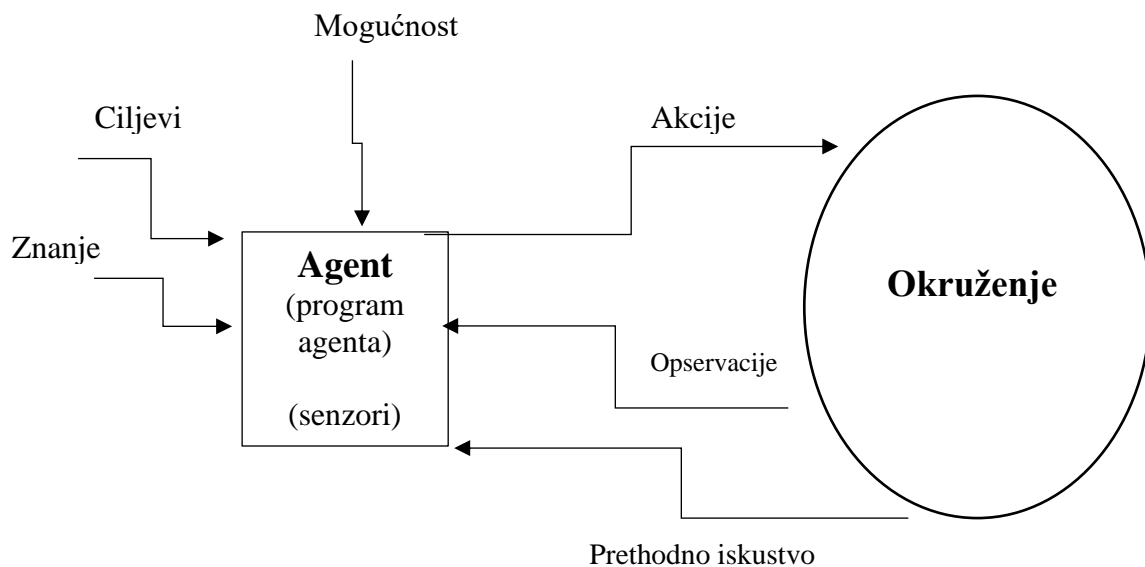 Mogućnost
Ciljevi
Akcije
Znanje
Agent
(program
agenta)
(senzori)
Okruženje
Opservacije
Prethodno iskustvo